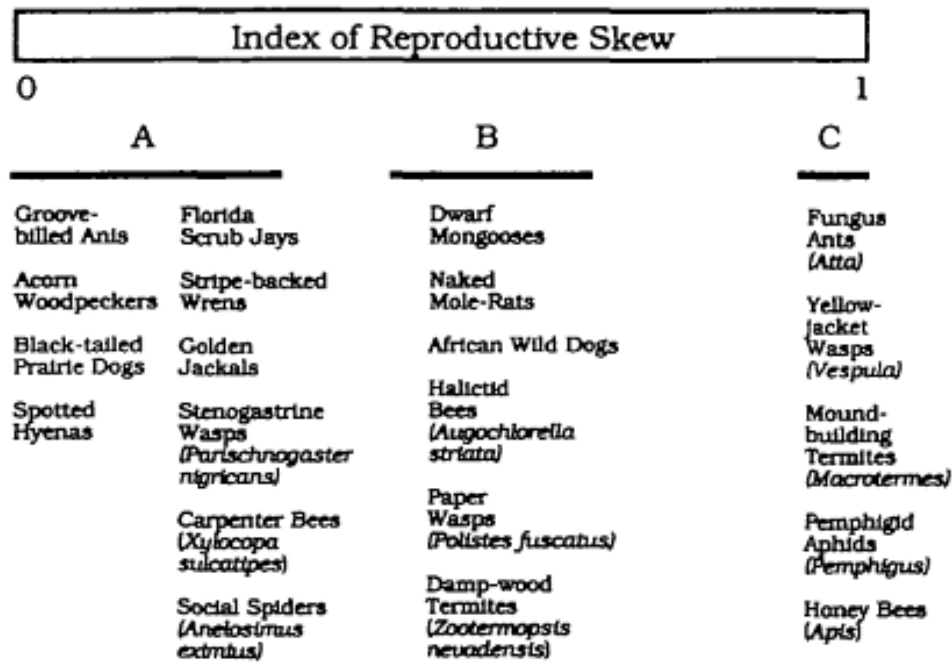 Index of Reproductive Skew
0
1
A
B
C
Groove-
billed Anis
Acorn
Woodpeckers
Black-tailed
Prairie Dogs
Spotted
Hyenas
Florida
Scrub Jays
Stripe-backed
Wrens
Golden
Jackals
Stenogastrine
Wasps
(Parischnogaster
nigricans)
Carpenter Bees
(Xylocopa
sulcatipes)
Social Spiders
(Anelosimus
eximius)
Dwarf
Mongooses
Naked
Mole-Rats
African Wild Dogs
Halictid
Bees
(Augochlorella
striata)
Paper
Wasps
(Polistes fuscatus)
Damp-wood
Termites
(Zootermopsis
nevadensis)
Fungus
Ants
(Atta)
Yellow-
jacket
Wasps
(Vespula)
Mound-
building
Termites
(Macrotermes)
Pemphigid
Aphids
(Pemphigus)
Honey Bees
(Apis)